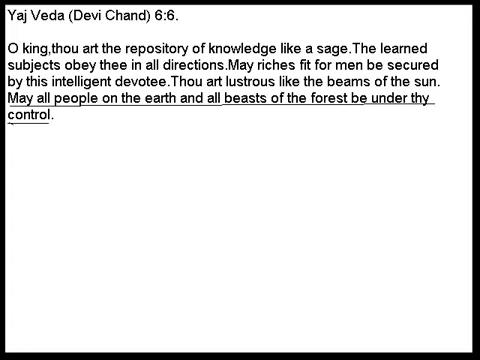 Yaj Veda (Devi Chand) 6:6.
O king,thou art the repository of knowledge like a sage.The learned
subjects obey thee in all directions.May riches fit for men be secured
by this intelligent devotee.Thou art lustrous like the beams of the sun.
May all people on the earth and all beasts of the forest be under thy
control.